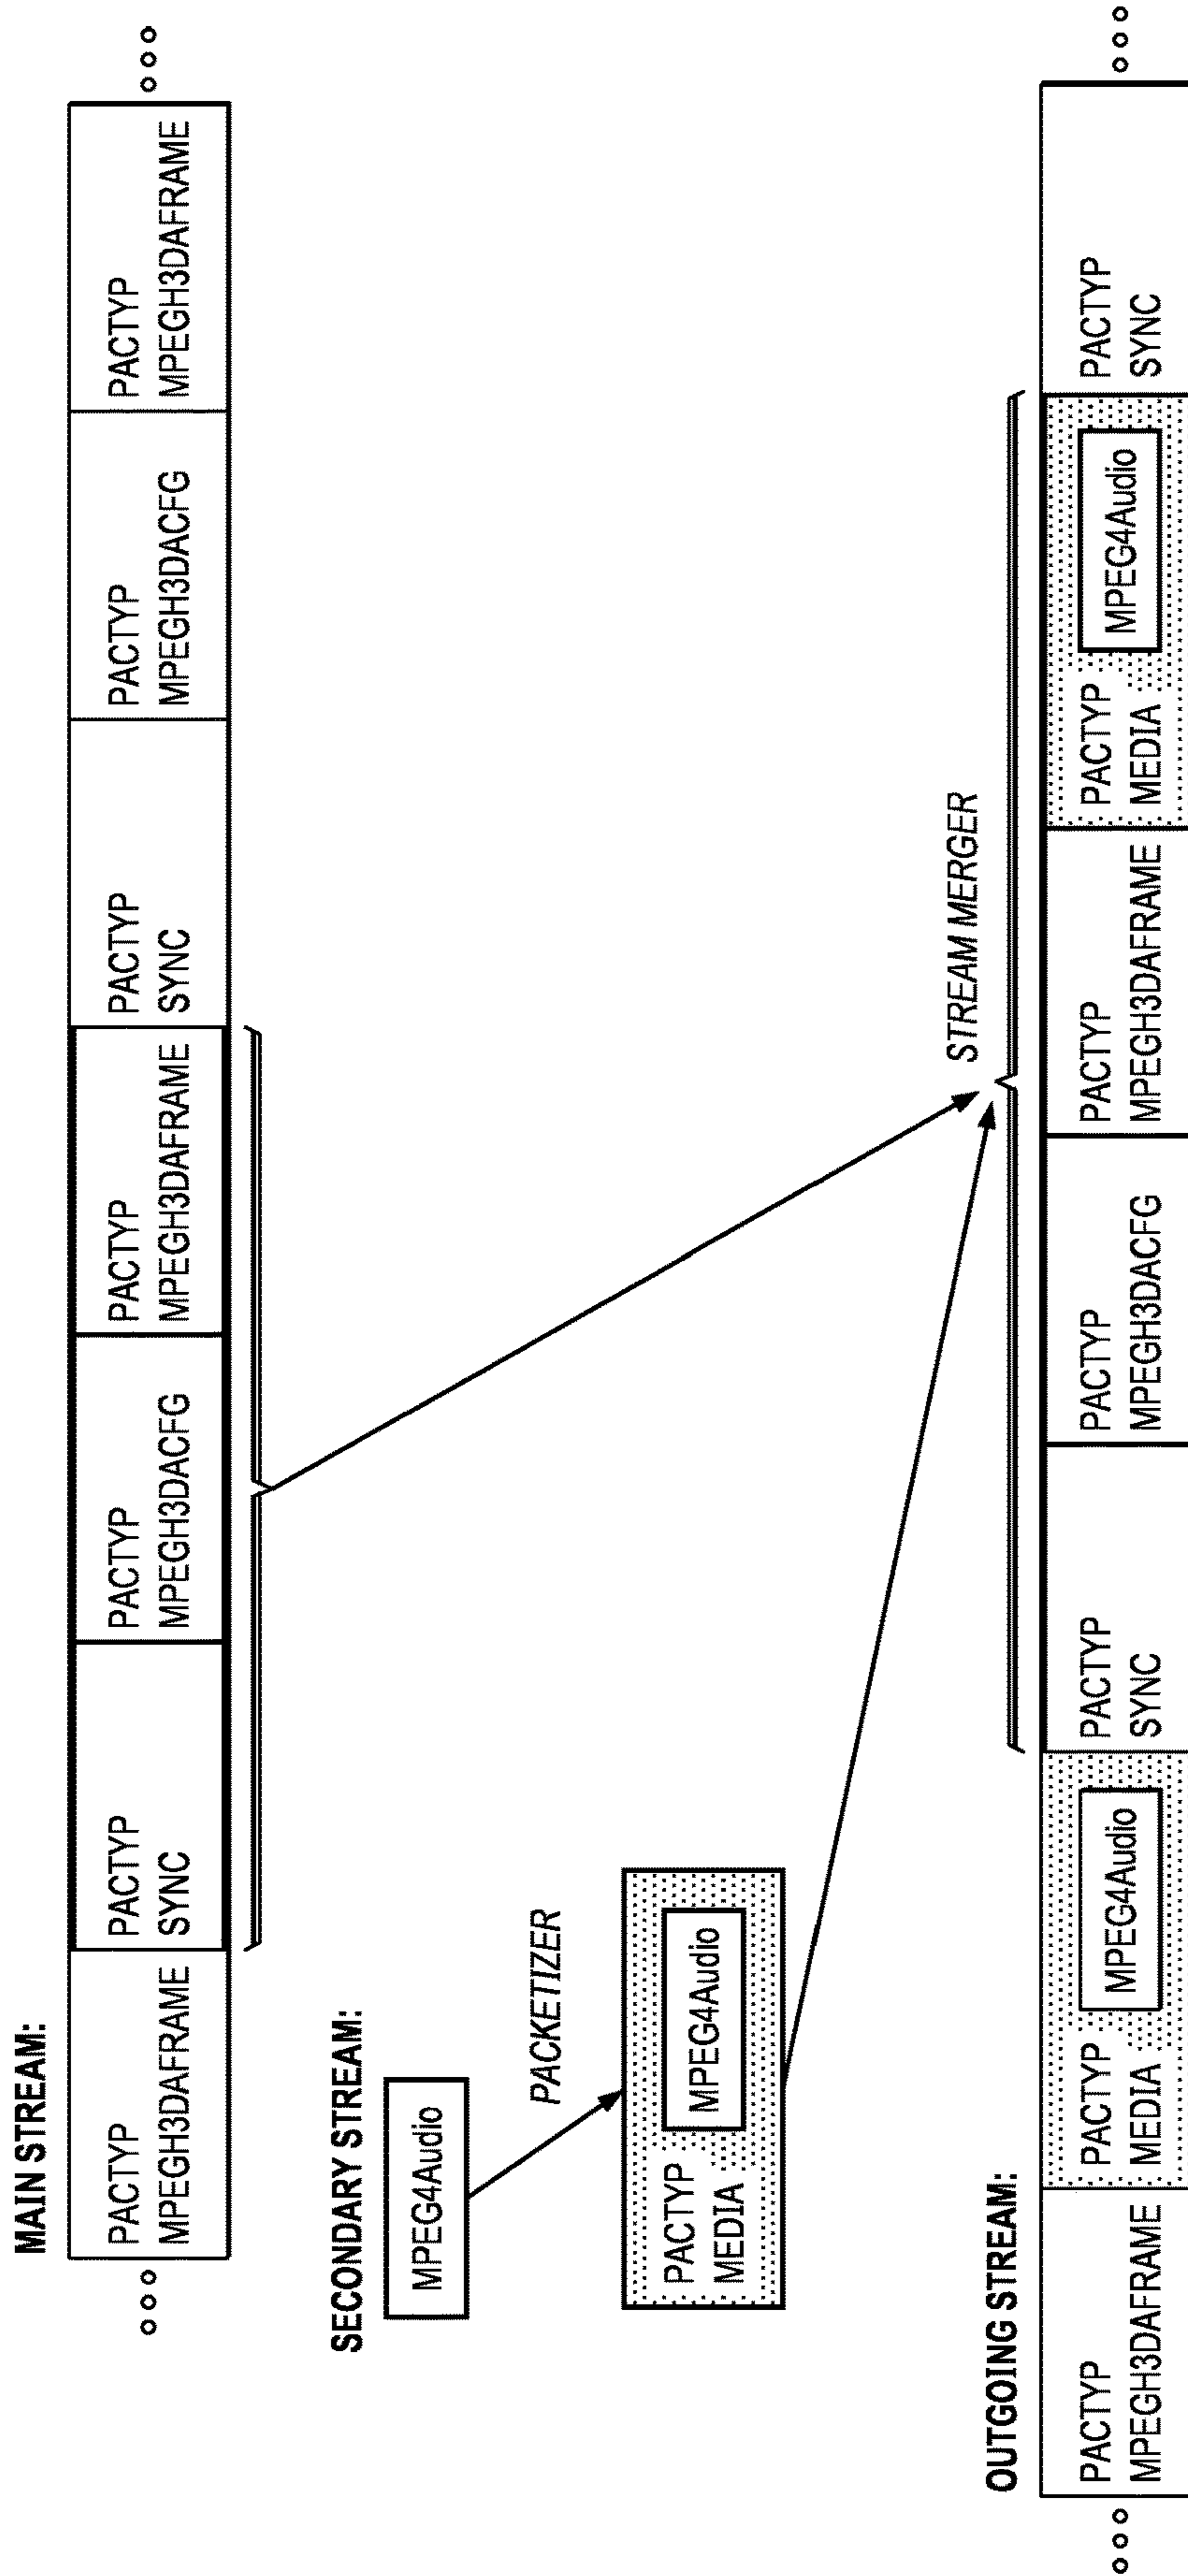 MAIN STREAM:
PACTYP
MPEGH3DAFRAME
PACTYP
SYNC
PACTYP
MPEGH3DACFG
PACTYP
MPEGH3DAFRAME
PACTYP
SYNC
PACTYP
MPEGH3DACFG
PACTYP
MPEGH3DAFRAME
SECONDARY STREAM:
MPEG4Audio
PACKETIZER
PACTYP
MEDIA
MPEG4Audio
STREAM MERGER
OUTGOING STREAM:
PACTYP
MPEGH3DAFRAME
PACTYP
MEDIA
MPEG4Audio
PACTYP
SYNC
PACTYP
MPEGH3DACFG
PACTYP
MPEGH3DAFRAME
PACTYP
MEDIA
MPEG4Audio
PACTYP
SYNC